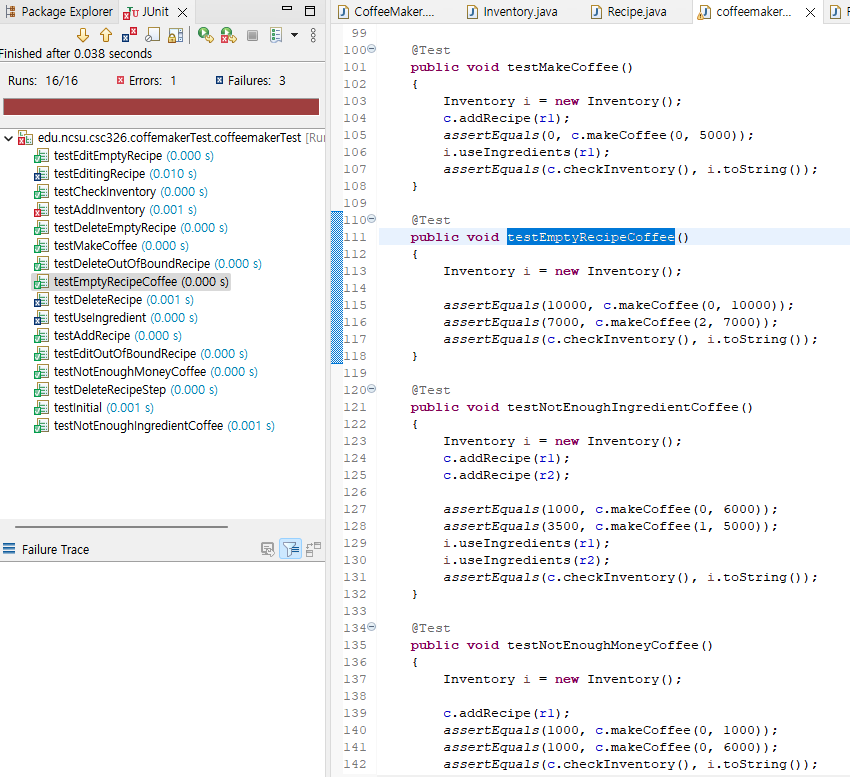 Package Explorer JUnit
Finished after 0.038 seconds
Runs: 16/16 Errors: 1 Failures: 3
edu.ncsu.csc326.coffemakerTest.coffeemakerTest [Ru
testEditEmptyRecipe (0.000 s)
testEditingRecipe (0.010 s)
testCheckInventory (0.000 s)
testAddInventory (0.001 s)
testDeleteEmptyRecipe (0.000 s)
testMakeCoffee (0.000 s)
testDeleteOutOfBoundRecipe (0.000 s)
testEmptyRecipeCoffee (0.000 s)
testDeleteRecipe (0.001 s)
testUseIngredient (0.000 s)
testAddRecipe (0.000 s)
testEditOutOfBoundRecipe (0.000 s)
testNotEnoughMoneyCoffee (0.000 s)
testDeleteRecipeStep (0.000 s)
testInitial (0.001 s)
testNotEnoughIngredientCoffee (0.001 s)
Failure Trace
CoffeeMaker.... Inventory.java Recipe.java coffeemaker...
99
100 @Test
101 public void testMakeCoffee()
102 {
103 Inventory i = new Inventory();
104 c.addRecipe(r1);
105 assertEquals(0, c.makeCoffee(0, 5000));
106 i.useIngredients(r1);
107 assertEquals(c.checkInventory(), i.toString());
108 }
109
110 @Test
111 public void testEmptyRecipeCoffee()
112 {
113 Inventory i = new Inventory();
114
115 assertEquals(10000, c.makeCoffee(0, 10000));
116 assertEquals(7000, c.makeCoffee(2, 7000));
117 assertEquals(c.checkInventory(), i.toString());
118 }
119
120 @Test
121 public void testNotEnoughIngredientCoffee()
122 {
123 Inventory i = new Inventory();
124 c.addRecipe(r1);
125 c.addRecipe(r2);
126
127 assertEquals(1000, c.makeCoffee(0, 6000));
128 assertEquals(3500, c.makeCoffee(1, 5000));
129 i.useIngredients(r1);
130 i.useIngredients(r2);
131 assertEquals(c.checkInventory(), i.toString());
132 }
133
134 @Test
135 public void testNotEnoughMoneyCoffee()
136 {
137 Inventory i = new Inventory();
138
139 c.addRecipe(r1);
140 assertEquals(1000, c.makeCoffee(0, 1000));
141 assertEquals(1000, c.makeCoffee(0, 6000));
142 assertEquals(c.checkInventory(), i.toString());